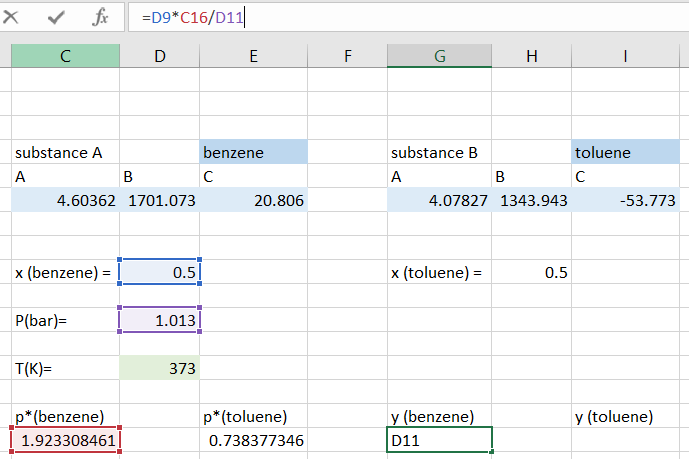 fx =D9*C16/D11
C D E F G H I
substance A benzene substance B toluene
A B C A B C
4.60362 1701.073 20.806 4.07827 1343.943 -53.773
x (benzene) = 0.5 x (toluene) = 0.5
P(bar)= 1.013
T(K)= 373
p*(benzene) p*(toluene) y (benzene) y (toluene)
1.923308461 0.738377346 D11